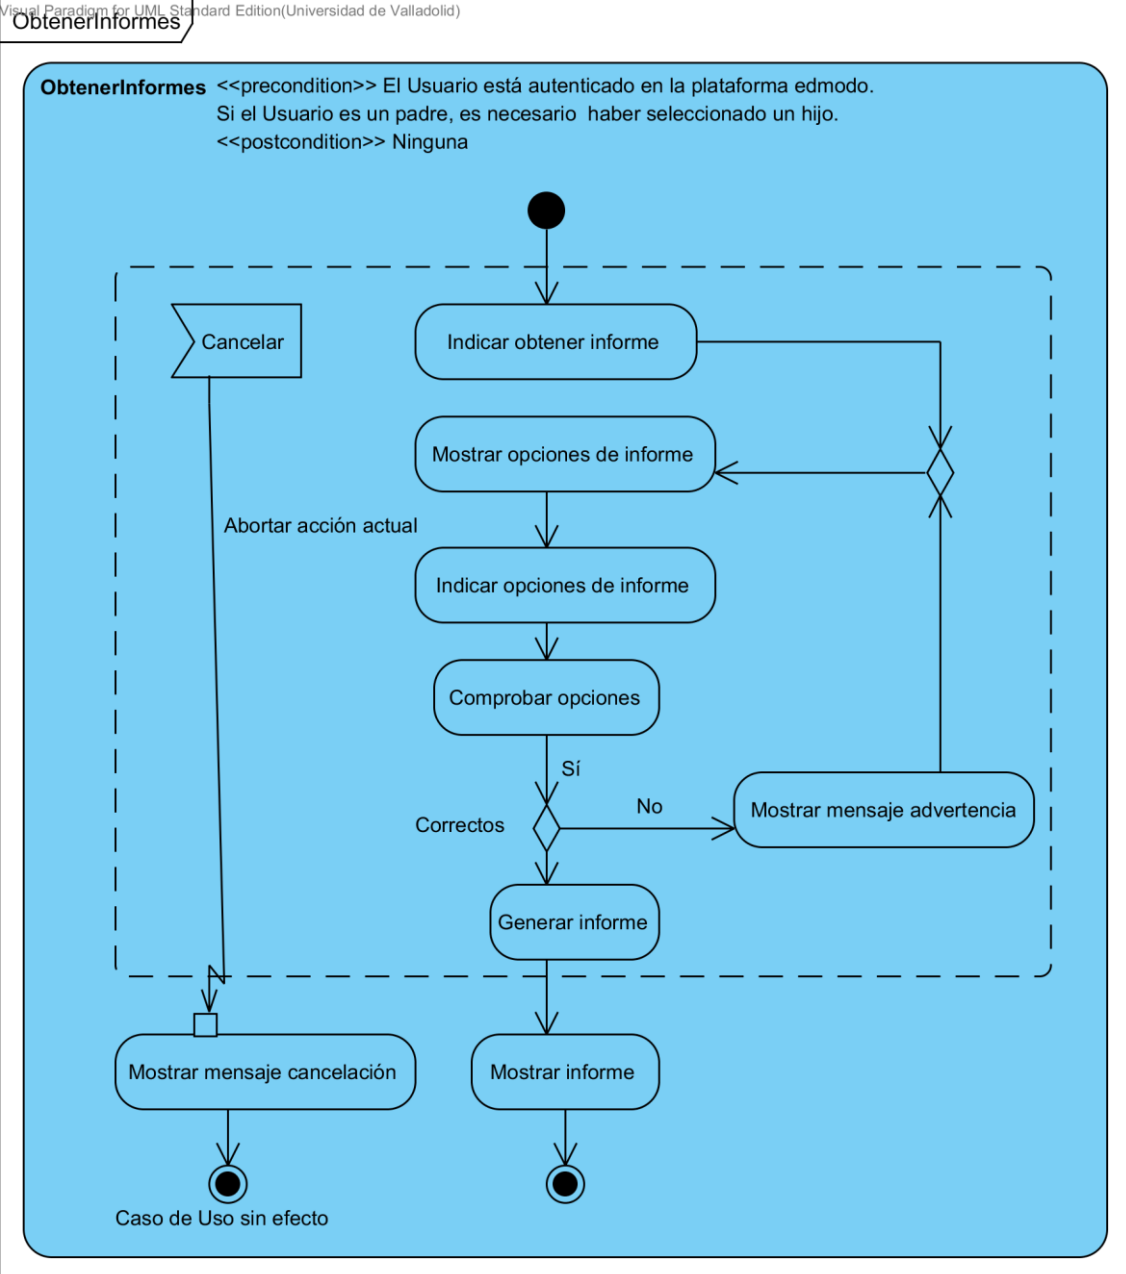 Visual Paradigm for UML Standard Edition(Universidad de Valladolid)
ObtenerInformes
ObtenerInformes <<precondition>> El Usuario está autenticado en la plataforma edmodo.
Si el Usuario es un padre, es necesario haber seleccionado un hijo.
<<postcondition>> Ninguna
Cancelar
Indicar obtener informe
Mostrar opciones de informe
Abortar acción actual
Indicar opciones de informe
Comprobar opciones
Sí
No
Correctos
Mostrar mensaje advertencia
Generar informe
Mostrar mensaje cancelación
Mostrar informe
Caso de Uso sin efecto